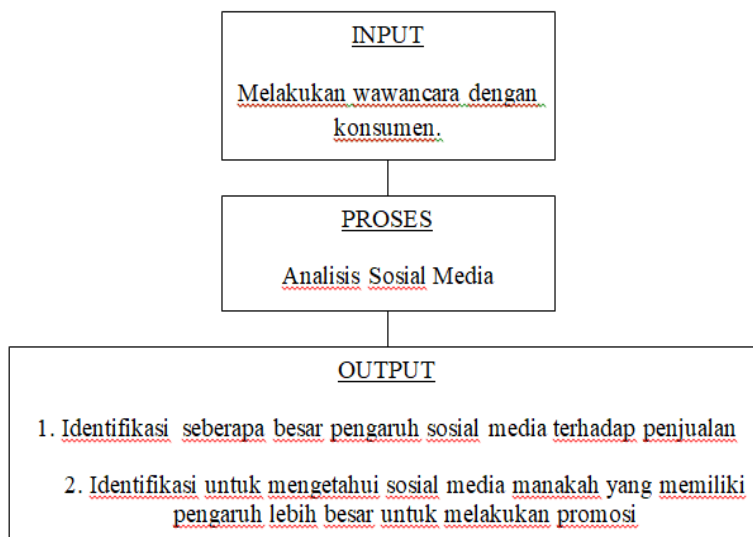 INPUT
Melakukan wawancara dengan
konsumen.
PROSES
Analisis Sosial Media
OUTPUT
1. Identifikasi seberapa besar pengaruh sosial media terhadap penjualan
2. Identifikasi untuk mengetahui sosial media manakah yang memiliki
pengaruh lebih besar untuk melakukan promosi